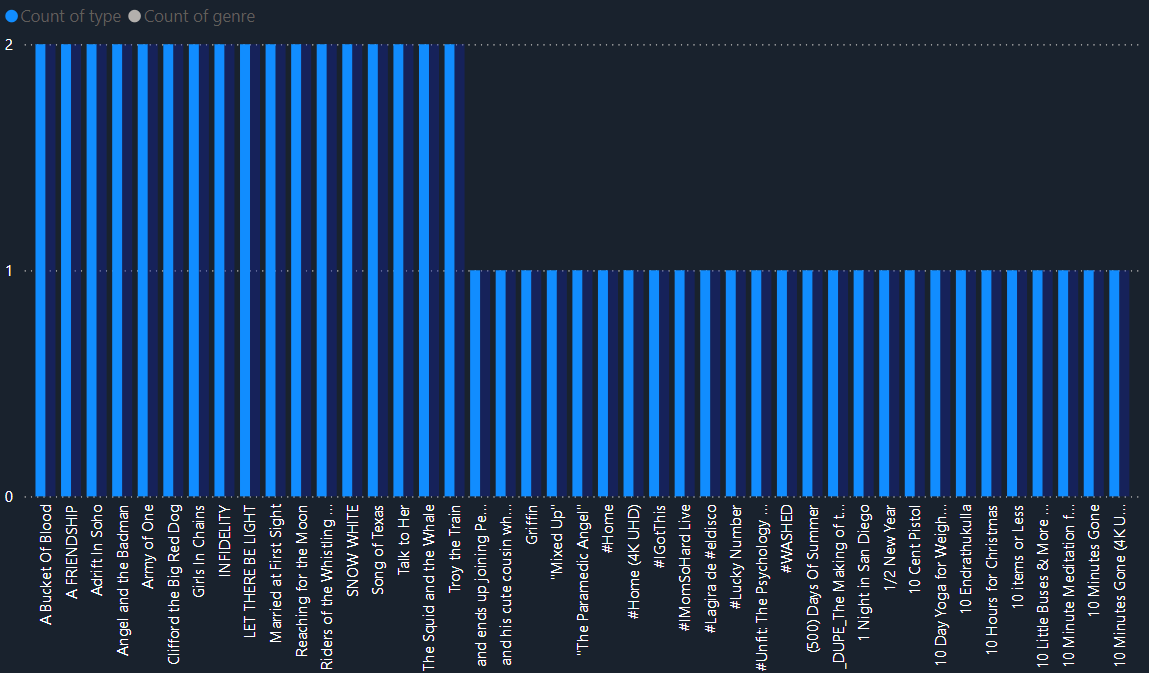 Count of type Count of genre
2
1
0
A Bucket Of Blood
A FRIENDSHIP
Adrift In Soho
Angel and the Badman
Army of One
Clifford the Big Red Dog
Girls In Chains
INFIDELITY
LET THERE BE LIGHT
Married at First Sight
Reaching for the Moon
Riders of the Whistling ...
SNOW WHITE
Song of Texas
Talk to Her
The Squid and the Whale
Troy the Train
and ends up joining Pe...
and his cute cousin wh...
Griffin
"Mixed Up"
"The Paramedic Angel"
#Home
#Home (4K UHD)
#IGotThis
#IMomSoHard Live
#Lagira de #eldisco
#Lucky Number
#Unfit: The Psychology ...
#WASHED
(500) Days Of Summer
_DUPE_The Making of t...
1 Night in San Diego
1/2 New Year
10 Cent Pistol
10 Day Yoga for Weigh...
10 Endrathukulla
10 Hours for Christmas
10 items or Less
10 Little Buses & More ...
10 Minute Meditation f...
10 Minutes Gone
10 Minutes Gone (4K U...